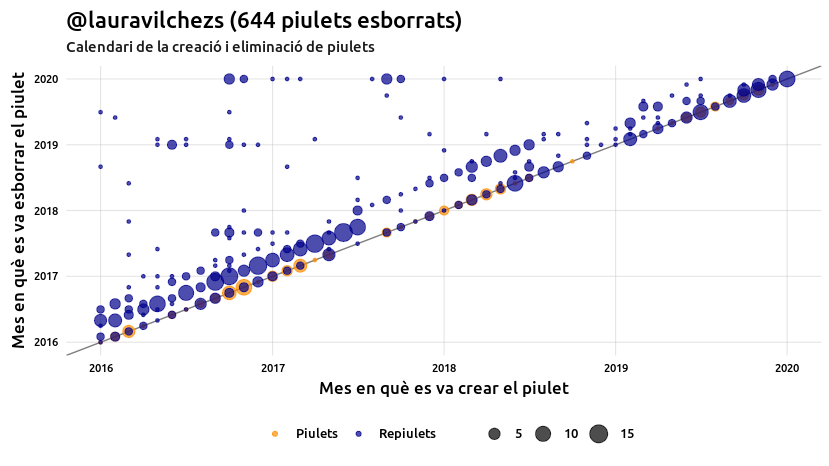 @lauravilchezs (644 piulets esborrats)
Calendari de la creació i eliminació de piulets
Mes en què es va esborrar el piulet
2020
2019
2018
2017
2016
2016 2017 2018 2019 2020
Mes en què es va crear el piulet
Piulets Repiulets 5 10 15